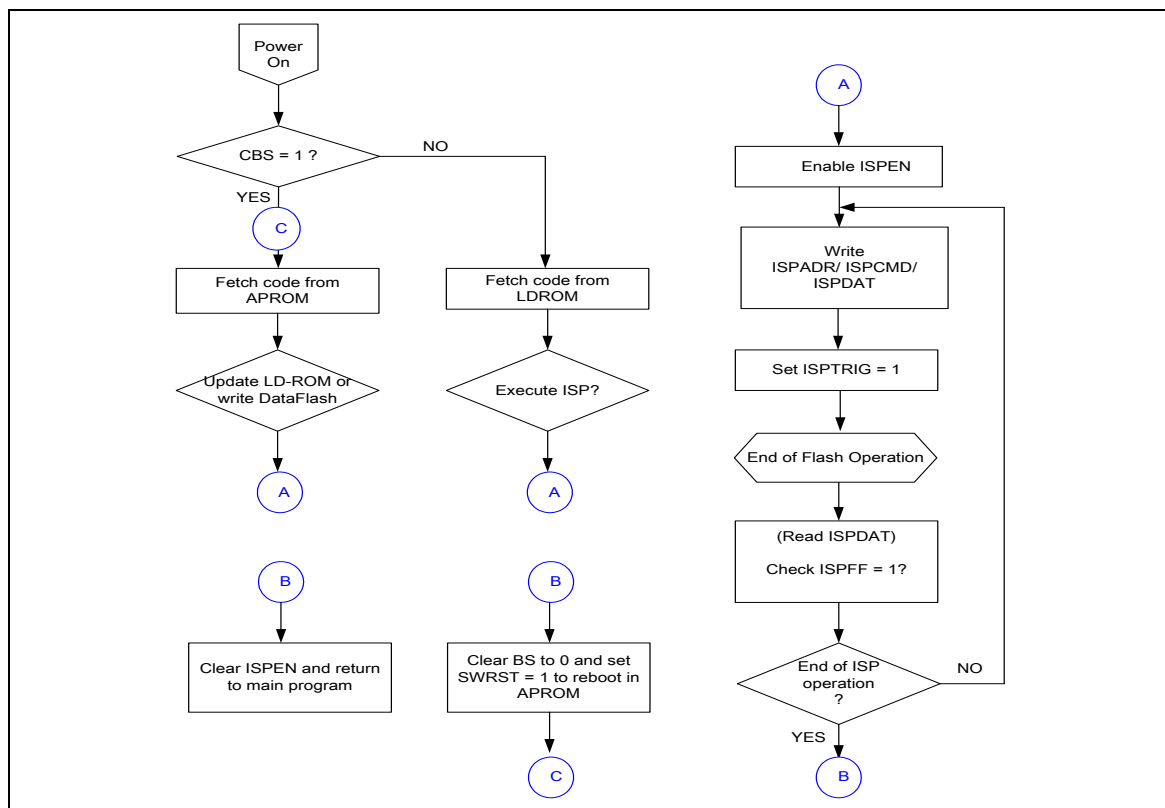 Power
On
CBS = 1 ?
NO
YES
C
Fetch code from
APROM
Fetch code from
LDROM
Update LD-ROM or
write DataFlash
Execute ISP?
A
A
B
B
Clear ISPEN and return
to main program
Clear BS to 0 and set
SWRST = 1 to reboot in
APROM
C
A
Enable ISPEN
Write
ISPADR/ ISPCMD/
ISPDAT
Set ISPTRIG = 1
End of Flash Operation
(Read ISPDAT)
Check ISPFF = 1?
End of ISP
operation
?
NO
YES
B